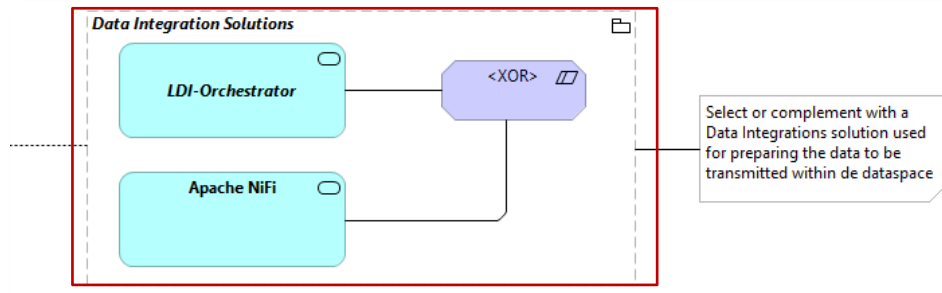 Data Integration Solutions
LDI-Orchestrator
<XOR>
Apache NiFi
Select or complement with a
Data Integrations solution used
for preparing the data to be
transmitted within de dataspace